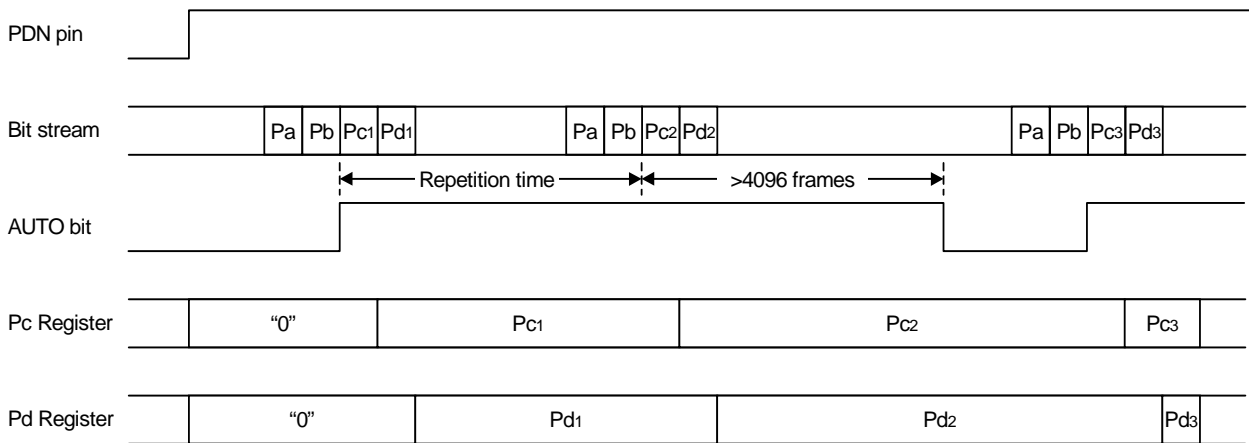 PDN pin
Bit stream Pa Pb Pc1 Pd1 Pa Pb Pc2 Pd2 Pa Pb Pc3 Pd3
Repetition time >4096 frames
AUTO bit
Pc Register “0” Pc1 Pc2 Pc3
Pd Register “0” Pd1 Pd2 Pd3